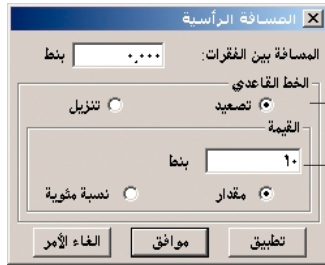 المسافة الرأسية
المسافة بين الفقرات: ٠,٠٠٠ بنط
الخط القاعدي
تصعيد تنزيل
القيمة
٦٠ بنط
مقدار نسبة مئوية
تطبيق موافق الغاء الأمر